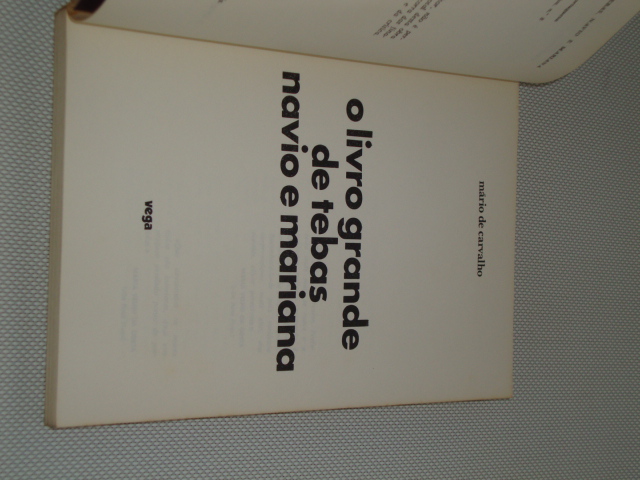 mário de carvalho
o livro grande
de tebas
navio e mariana
vega